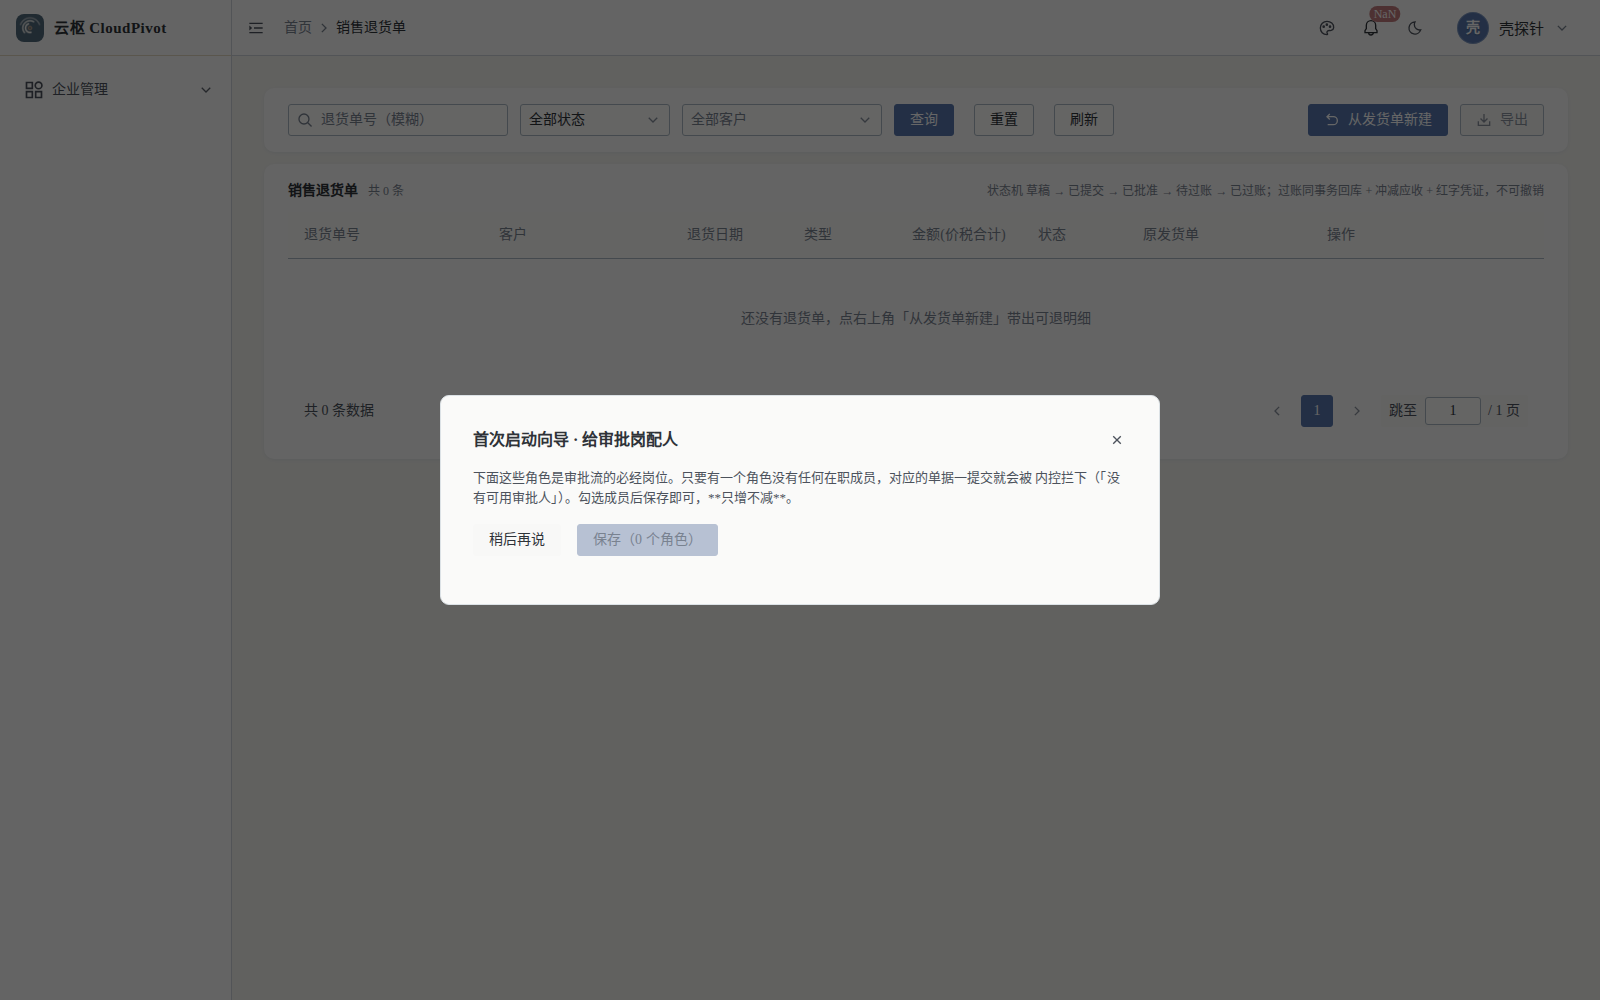 云枢 CloudPivot
首页 > 销售退货单
NaN
壳 壳探针
企业管理
退货单号（模糊） 全部状态 全部客户 查询 重置 刷新 从发货单新建 导出
销售退货单 共 0 条 状态机 草稿 → 已提交 → 已批准 → 待过账 → 已过账；过账同事务回库 + 冲减应收 + 红字凭证，不可撤销
退货单号 客户 退货日期 类型 金额(价税合计) 状态 原发货单 操作
还没有退货单，点右上角「从发货单新建」带出可退明细
共 0 条数据 1 跳至 1 / 1 页
首次启动向导 · 给审批岗配人
下面这些角色是审批流的必经岗位。只要有一个角色没有任何在职成员，对应的单据一提交就会被 内控拦下（「没
有可用审批人」）。勾选成员后保存即可，**只增不减**。
稍后再说 保存（0 个角色）